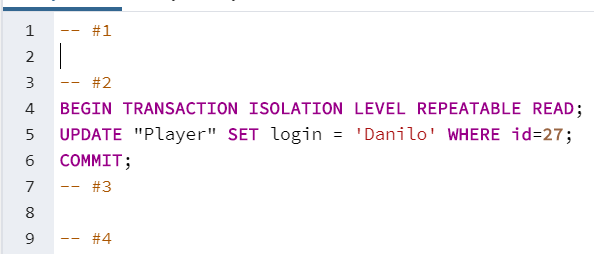 1 -- #1
2
3 -- #2
4 BEGIN TRANSACTION ISOLATION LEVEL REPEATABLE READ;
5 UPDATE "Player" SET login = 'Danilo' WHERE id=27;
6 COMMIT;
7 -- #3
8
9 -- #4